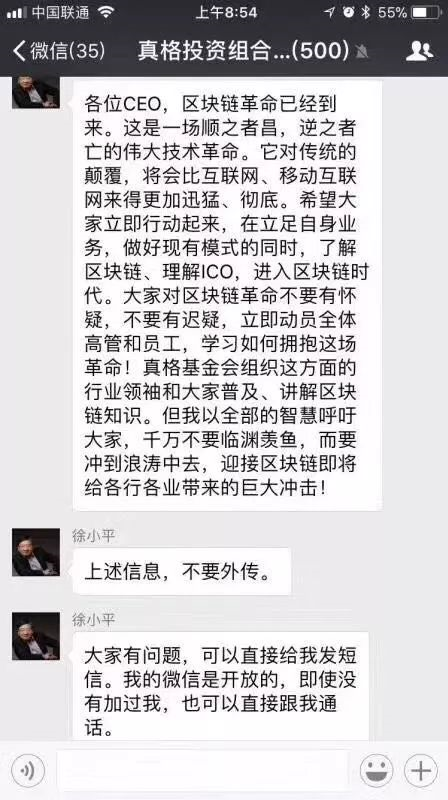 中国联通 上午8:54 55%
微信(35) 真格投资组合...(500)
各位CEO，区块链革命已经到
来。这是一场顺之者昌，逆之者
亡的伟大技术革命。它对传统的
颠覆，将会比互联网、移动互联
网来得更加迅猛、彻底。希望大
家立即行动起来，在立足自身业
务，做好现有模式的同时，了解
区块链、理解ICO，进入区块链时
代。大家对区块链革命不要有怀
疑，不要有迟疑，立即动员全体
高管和员工，学习如何拥抱这场
革命！真格基金会组织这方面的
行业领袖和大家普及、讲解区块
链知识。但我以全部的智慧呼吁
大家，千万不要临渊羡鱼，而要
冲到浪涛中去，迎接区块链即将
给各行各业带来的巨大冲击！
徐小平
上述信息，不要外传。
徐小平
大家有问题，可以直接给我发短
信。我的微信是开放的，即使没
有加过我，也可以直接跟我通
话。